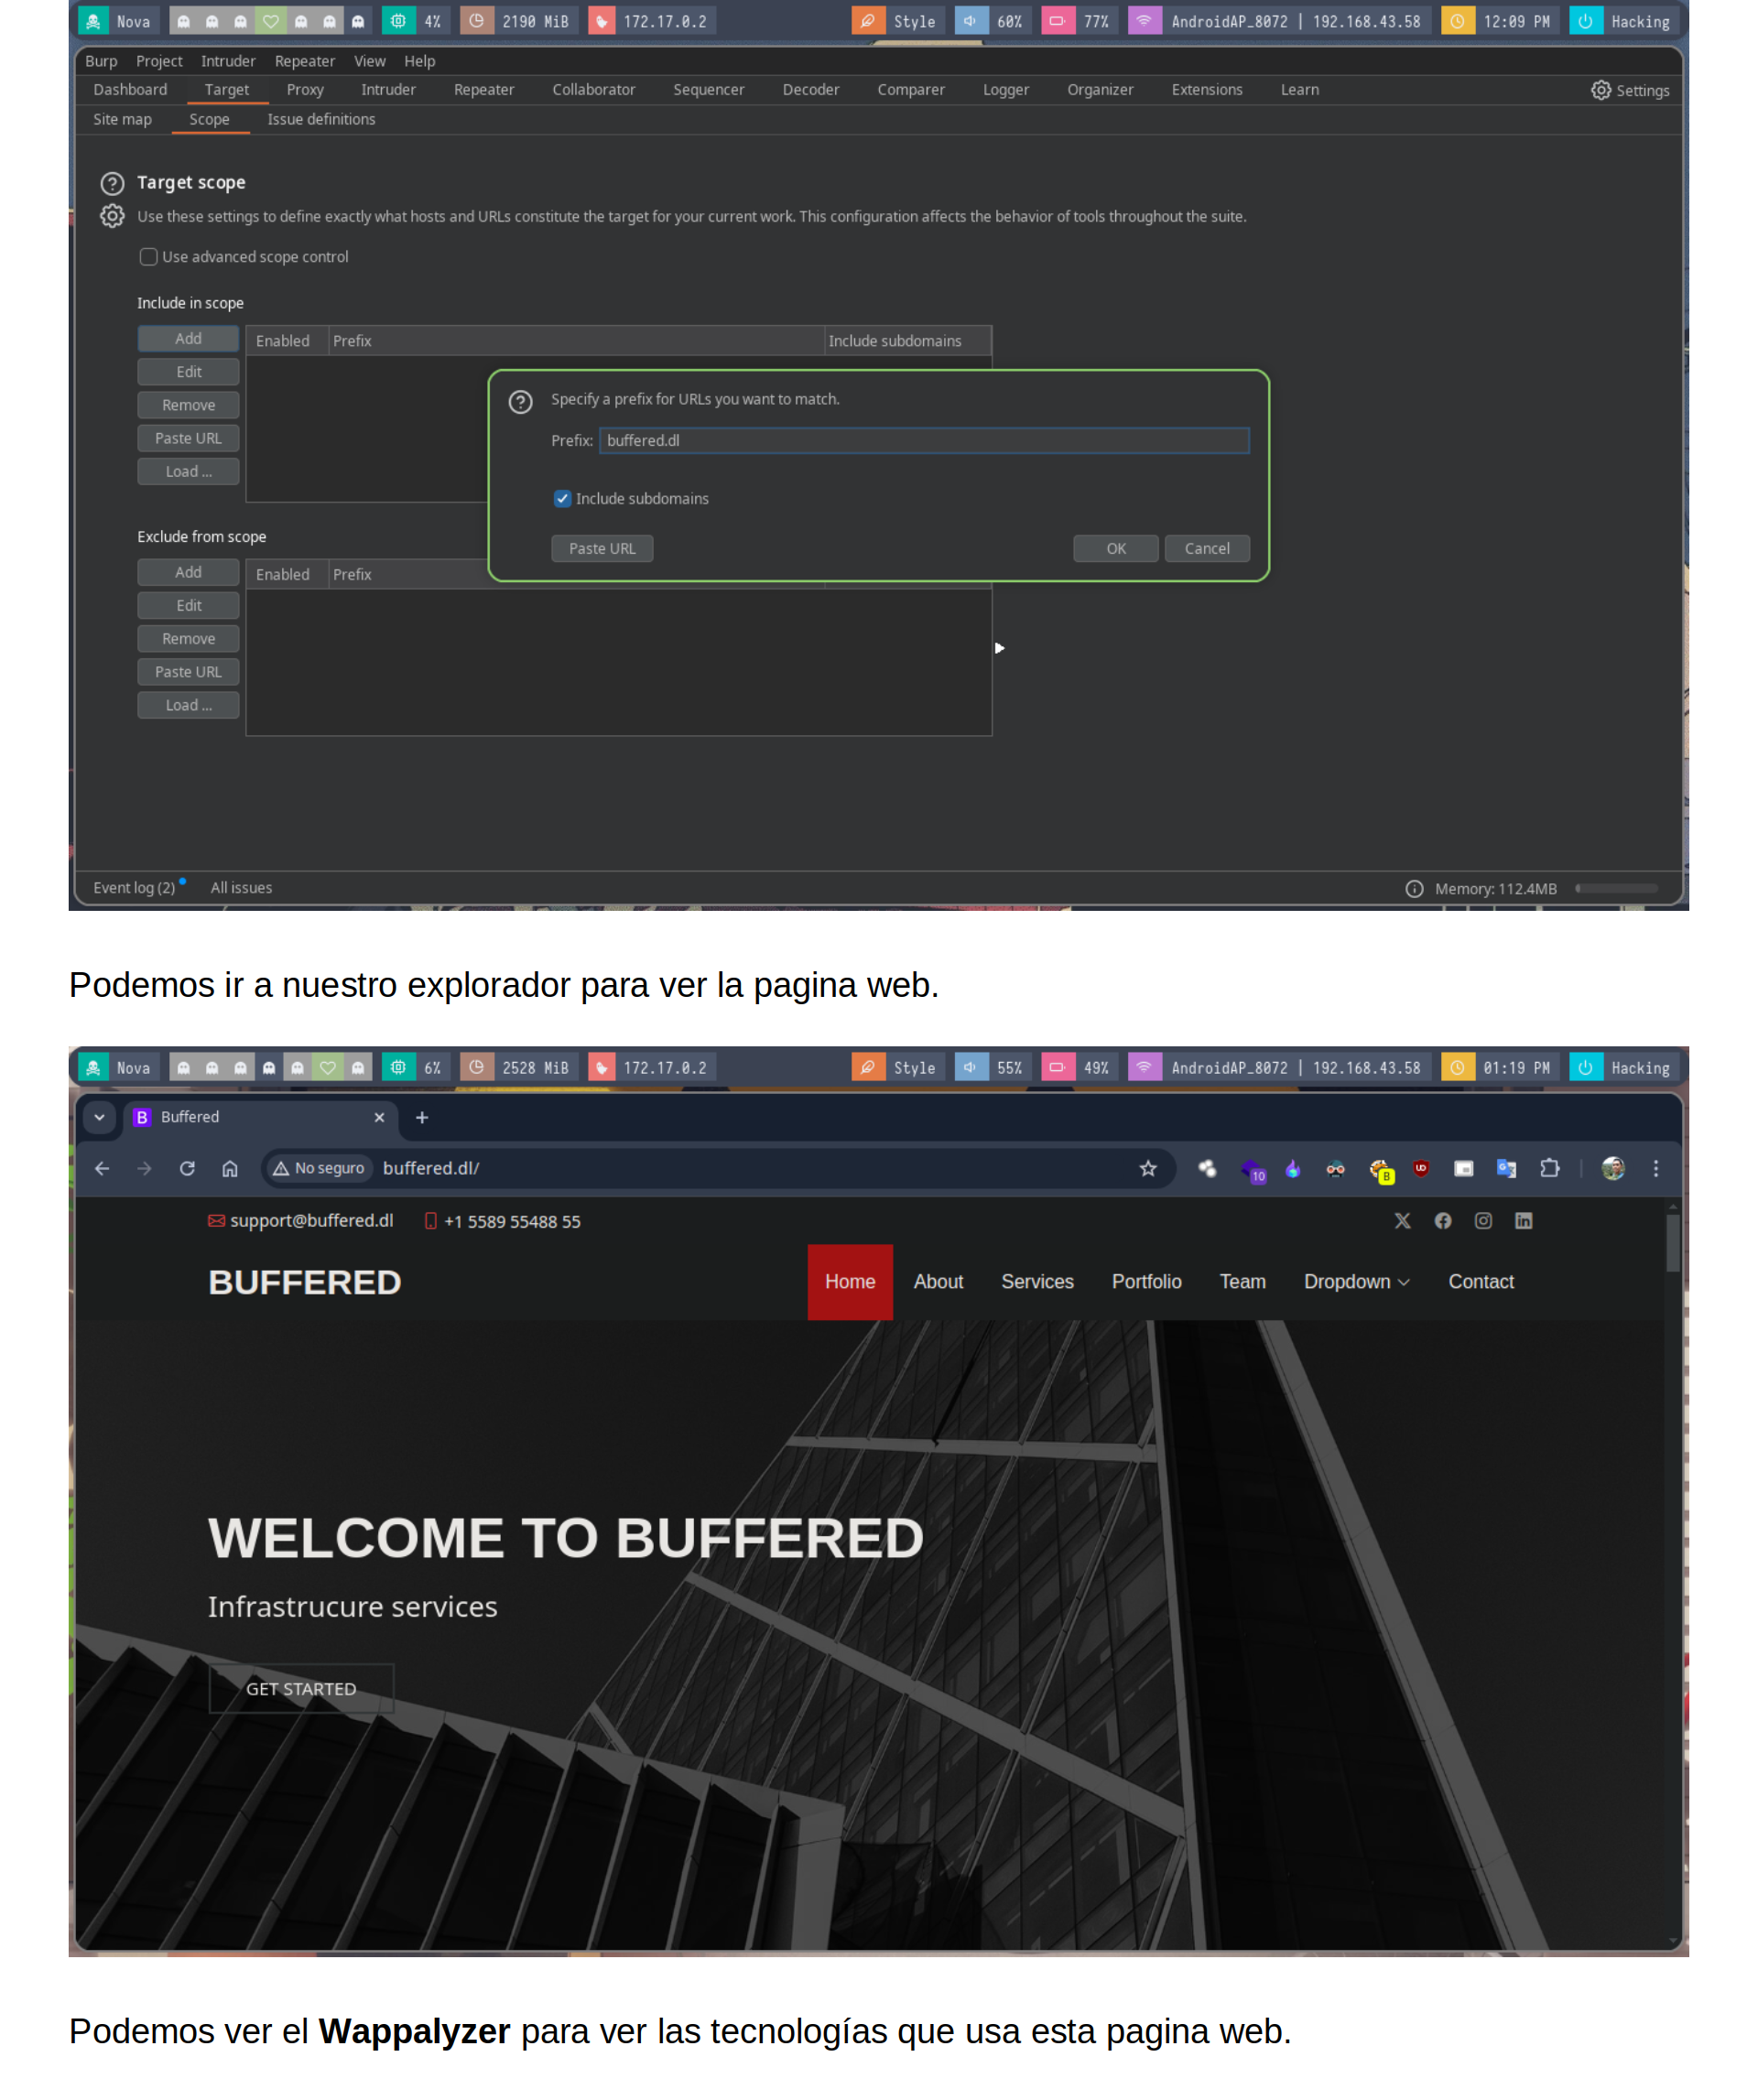 Nova 4% 2190 MiB 172.17.0.2 Style 60% 77% AndroidAP_8072 | 192.168.43.58 12:09 PM Hacking
Burp Project Intruder Repeater View Help
Dashboard Target Proxy Intruder Repeater Collaborator Sequencer Decoder Comparer Logger Organizer Extensions Learn Settings
Site map Scope Issue definitions
Target scope
Use these settings to define exactly what hosts and URLs constitute the target for your current work. This configuration affects the behavior of tools throughout the suite.
Use advanced scope control
Include in scope
Add Enabled Prefix Include subdomains
Edit
Remove
Paste URL
Load ...
Specify a prefix for URLs you want to match.
Prefix: buffered.dl
Include subdomains
Paste URL OK Cancel
Exclude from scope
Add Enabled Prefix
Edit
Remove
Paste URL
Load ...
Event log (2) All issues Memory: 112.4MB
Podemos ir a nuestro explorador para ver la pagina web.
Nova 6% 2528 MiB 172.17.0.2 Style 55% 49% AndroidAP_8072 | 192.168.43.58 01:19 PM Hacking
B Buffered
No seguro buffered.dl/ 10 B UD
support@buffered.dl +1 5589 55488 55
BUFFERED Home About Services Portfolio Team Dropdown Contact
WELCOME TO BUFFERED
Infrastrucure services
GET STARTED
Podemos ver el Wappalyzer para ver las tecnologías que usa esta pagina web.